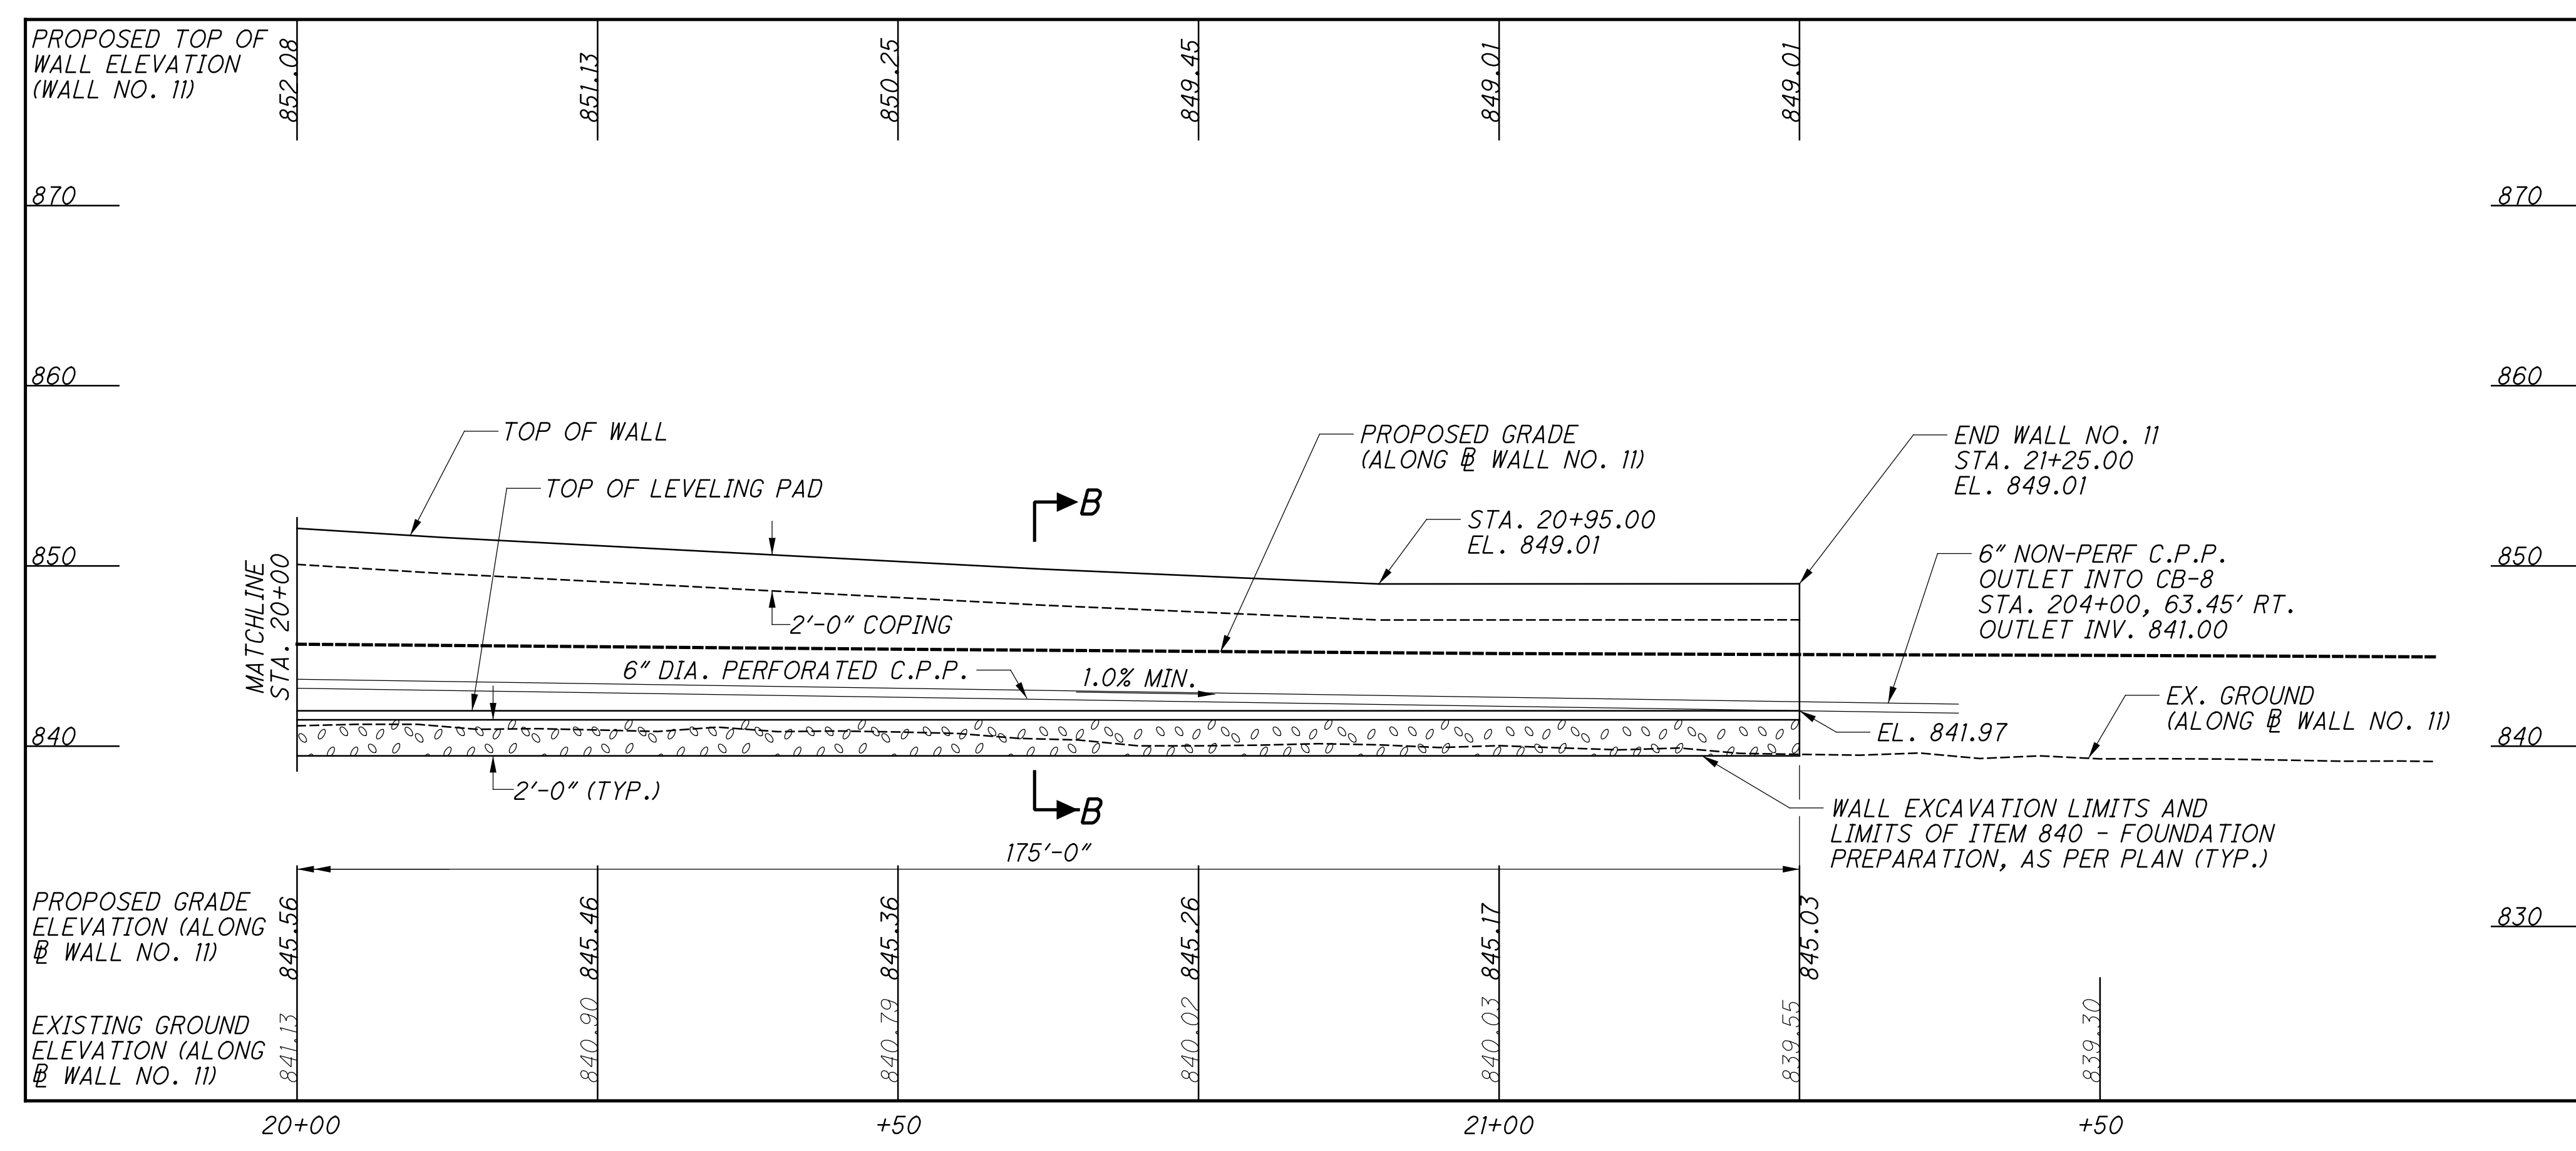 PROPOSED TOP OF
WALL ELEVATION
(WALL NO. 11)
852.08
851.13
850.25
849.45
849.01
849.01
870
870
860
860
TOP OF WALL
PROPOSED GRADE
(ALONG BL WALL NO. 11)
END WALL NO. 11
STA. 21+25.00
EL. 849.01
TOP OF LEVELING PAD
B
STA. 20+95.00
EL. 849.01
850
850
6" NON-PERF C.P.P.
OUTLET INTO CB-8
STA. 204+00, 63.45' RT.
OUTLET INV. 841.00
MATCHLINE
STA. 20+00
2'-0" COPING
6" DIA. PERFORATED C.P.P.
1.0% MIN.
EX. GROUND
(ALONG BL WALL NO. 11)
840
EL. 841.97
840
2'-0" (TYP.)
B
WALL EXCAVATION LIMITS AND
LIMITS OF ITEM 840 - FOUNDATION
PREPARATION, AS PER PLAN (TYP.)
175'-0"
830
PROPOSED GRADE
ELEVATION (ALONG
BL WALL NO. 11)
845.56
845.46
845.36
845.26
845.17
845.03
EXISTING GROUND
ELEVATION (ALONG
BL WALL NO. 11)
841.13
840.90
840.79
840.02
840.03
839.55
839.30
20+00
+50
21+00
+50